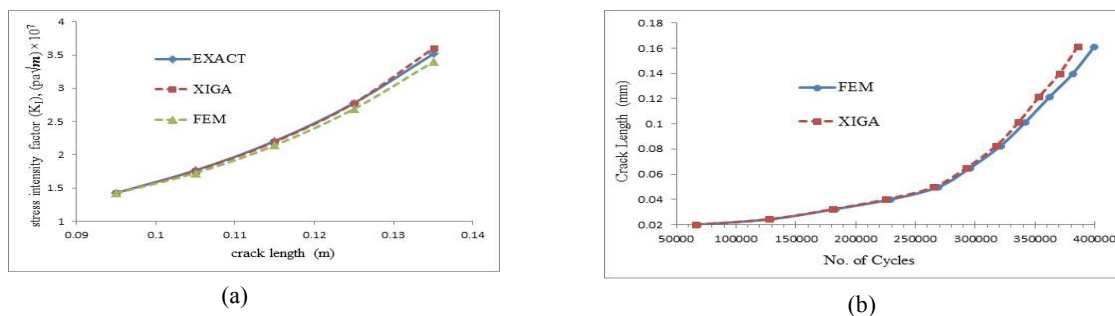 stress intensity factor (K_I), (pa√m) × 10^7
4
3.5
3
2.5
2
1.5
1
EXACT
XIGA
FEM
0.09 0.1 0.11 0.12 0.13 0.14
crack length (m)
(a)
Crack Length (mm)
0.18
0.16
0.14
0.12
0.1
0.08
0.06
0.04
0.02
FEM
XIGA
50000 100000 150000 200000 250000 300000 350000 400000
No. of Cycles
(b)